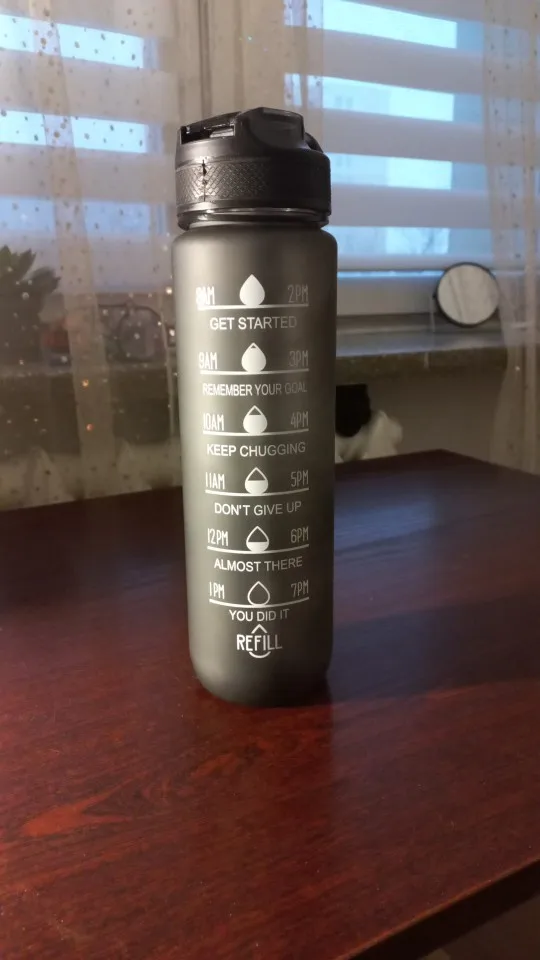 8AM 2PM
GET STARTED
9AM 3PM
REMEMBER YOUR GOAL
10AM 4PM
KEEP CHUGGING
11AM 5PM
DON'T GIVE UP
12PM 6PM
ALMOST THERE
1PM 7PM
YOU DID IT
REFILL